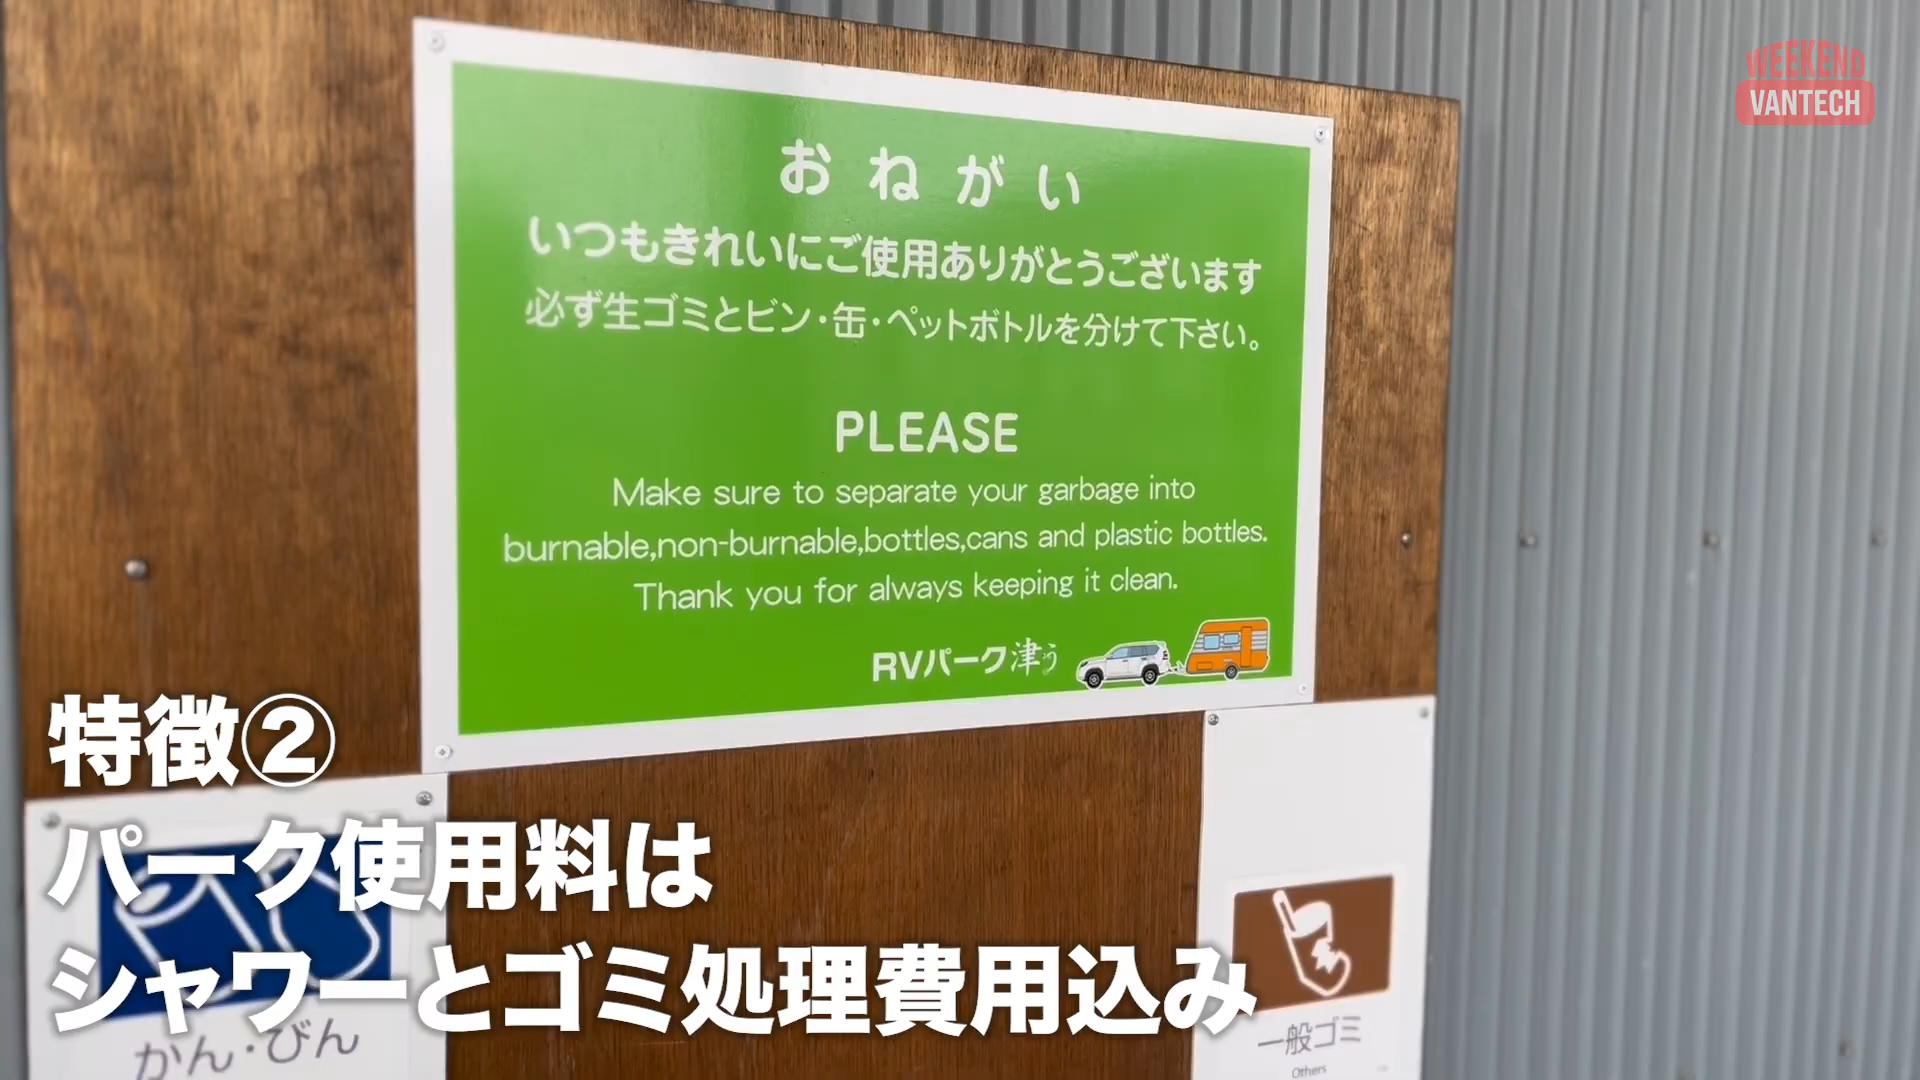 WEEKEND
VANTECH
おねがい
いつもきれいにご使用ありがとうございます
必ず生ゴミとビン・缶・ペットボトルを分けて下さい。
PLEASE
Make sure to separate your garbage into
burnable,non-burnable,bottles,cans and plastic bottles.
Thank you for always keeping it clean.
RVパーク津う
特徴②
パーク使用料は
シャワーとゴミ処理費用込み
かん・びん
一般ゴミ
Others